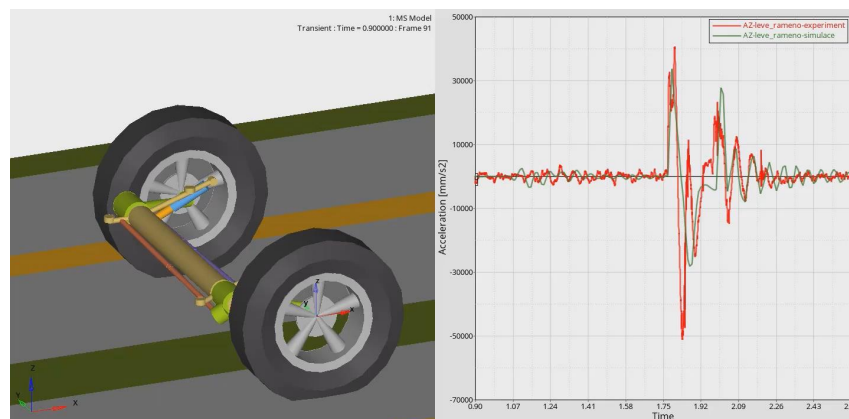 1: MS Model
Transient : Time = 0.900000 : Frame 91
Z
Y
X
z
Y
x
AZ-leve_rameno-experiment
AZ-leve_rameno-simulace
Acceleration [mm/s2]
50000
30000
10000
-10000
-30000
-50000
-70000
0.90
1.07
1.24
1.41
1.58
1.75
1.92
2.09
2.26
2.43
Time